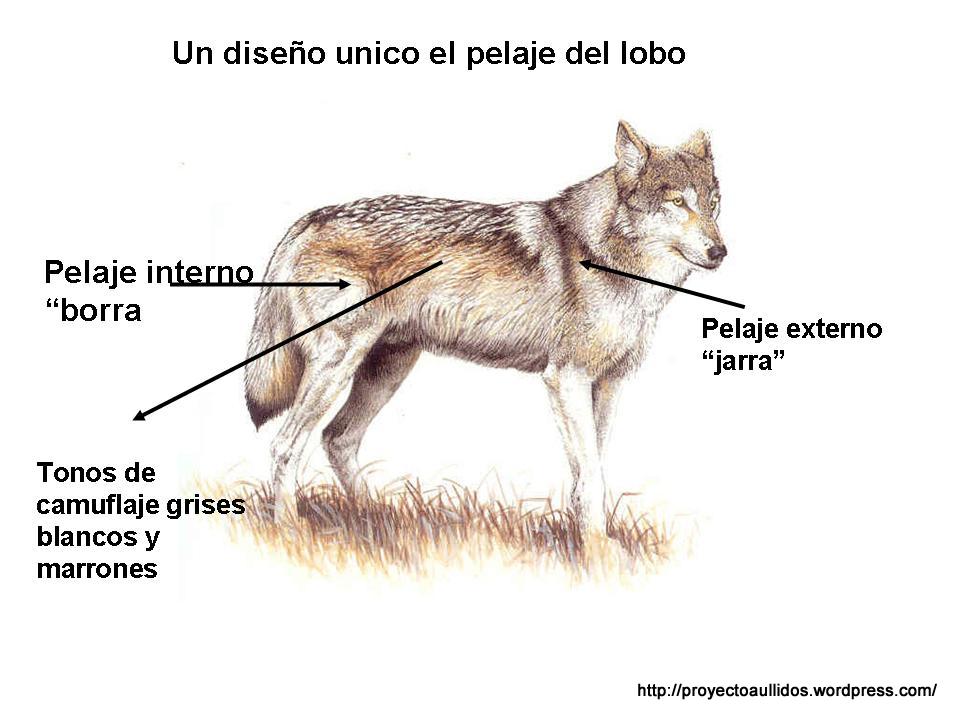 Un diseño unico el pelaje del lobo
Pelaje interno
“borra
Pelaje externo
“jarra”
Tonos de
camuflaje grises
blancos y
marrones
http://proyectoaullidos.wordpress.com/